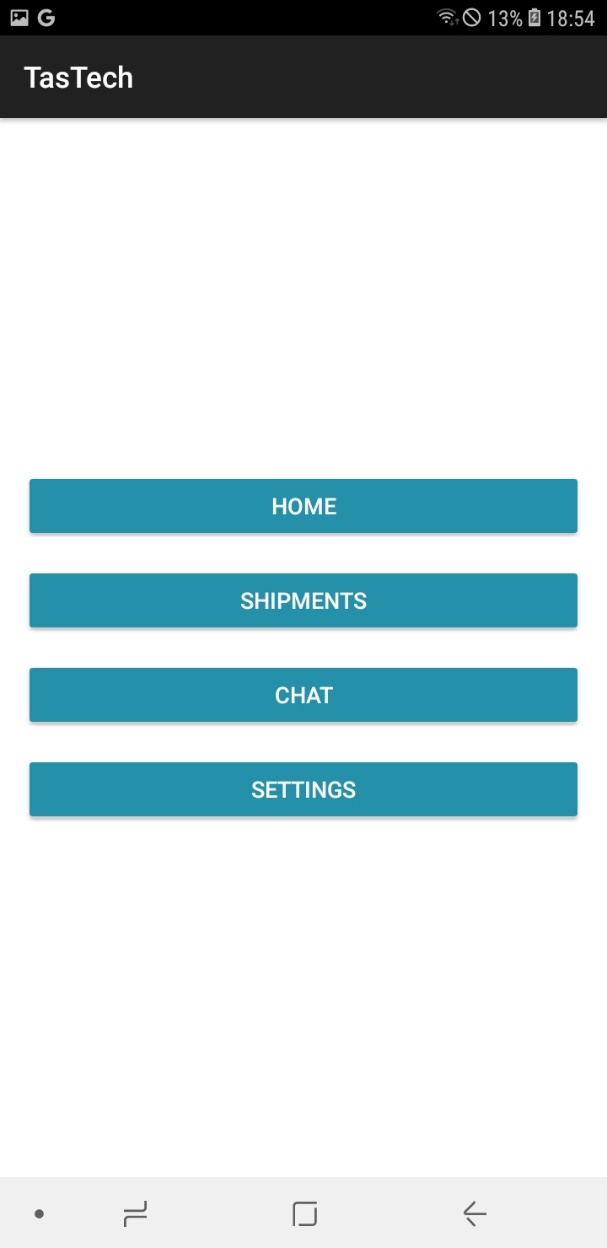 13% 18:54
TasTech
HOME
SHIPMENTS
CHAT
SETTINGS